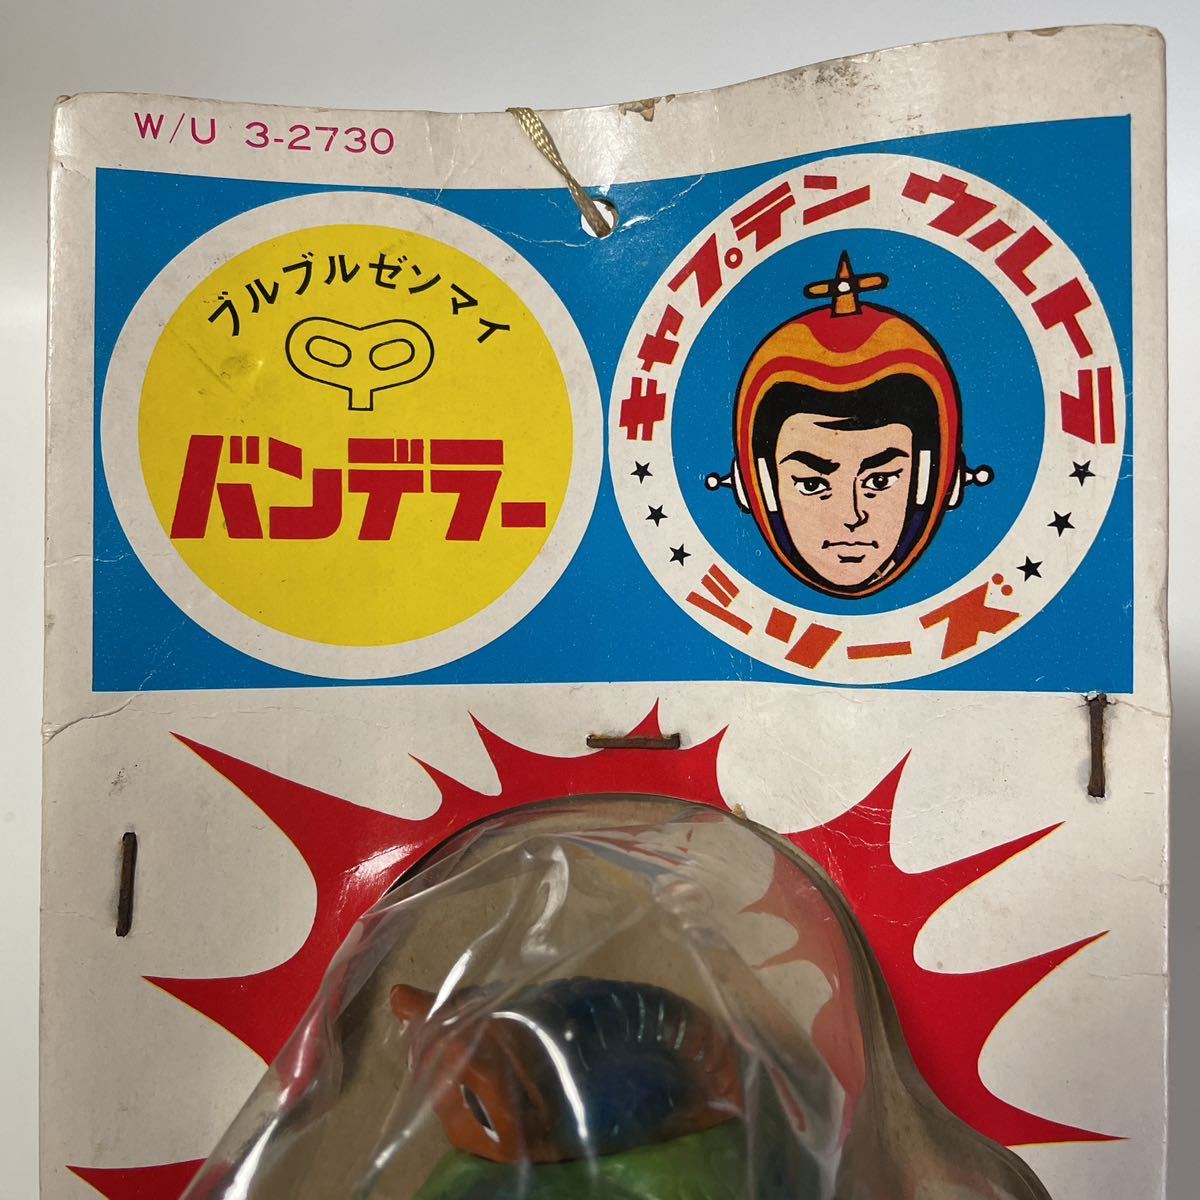 W/U 3-2730
ブルブルゼンマイ
バンデラー
キャプテン ウルトラ
シリーズ